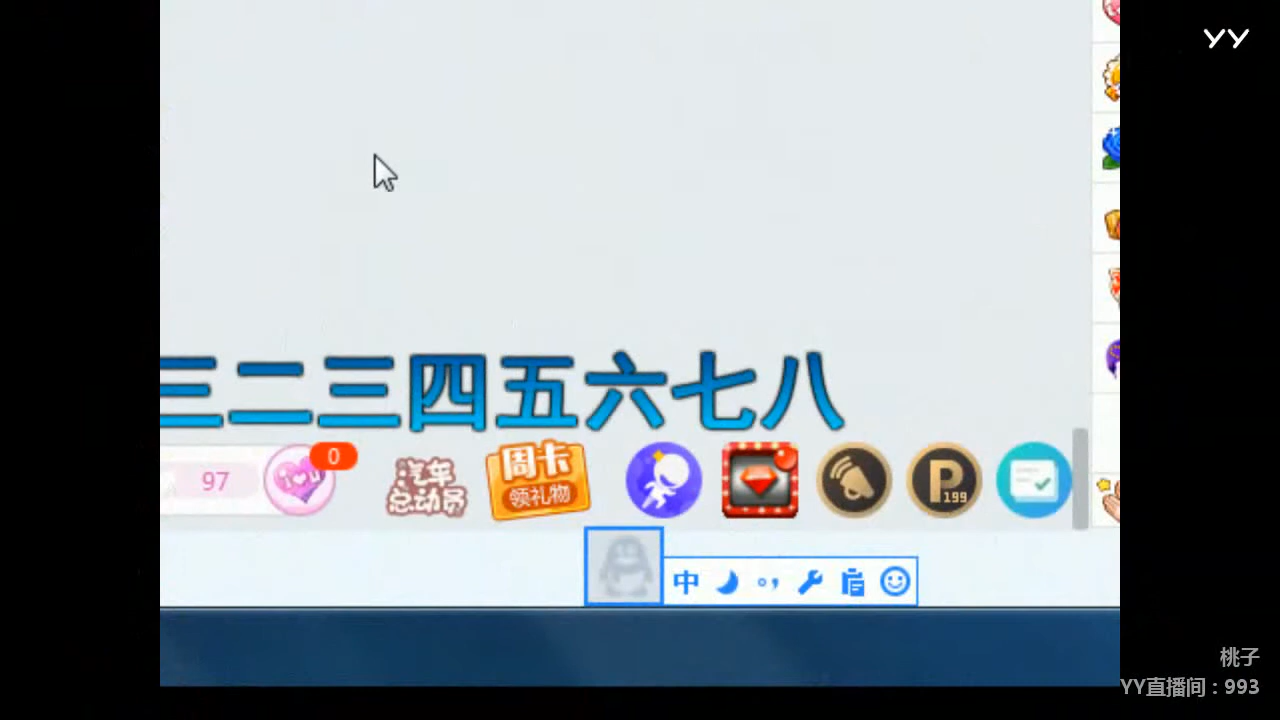 YY
三二三四五六七八
97
I ❤ U
0
汽车
总动员
周卡
领礼物
P
199
中
桃子
YY直播间：993